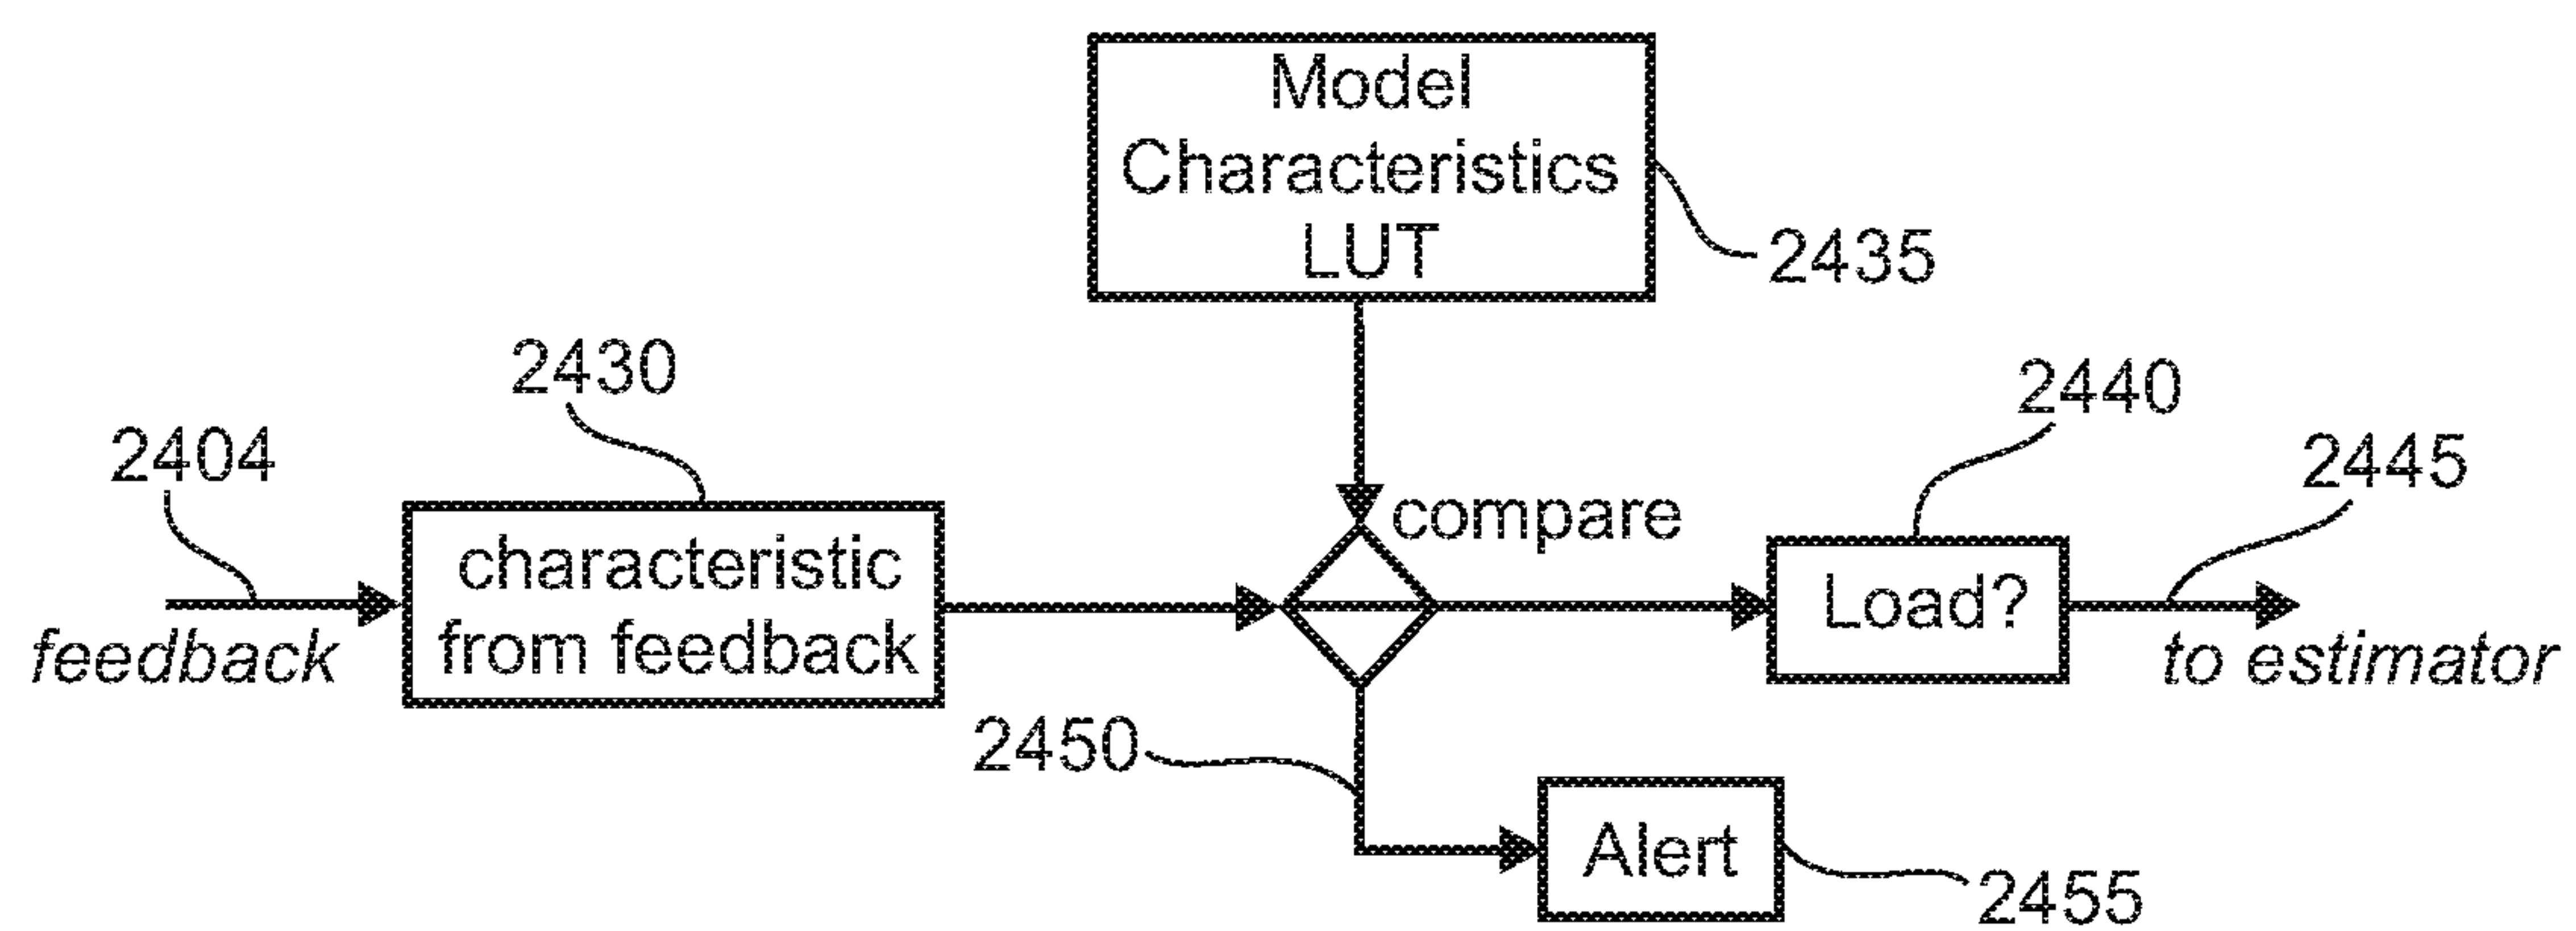 Model
Characteristics
LUT
2435
2430
2440
2404
2445
compare
characteristic
from feedback
Load?
feedback
to estimator
2450
Alert
2455